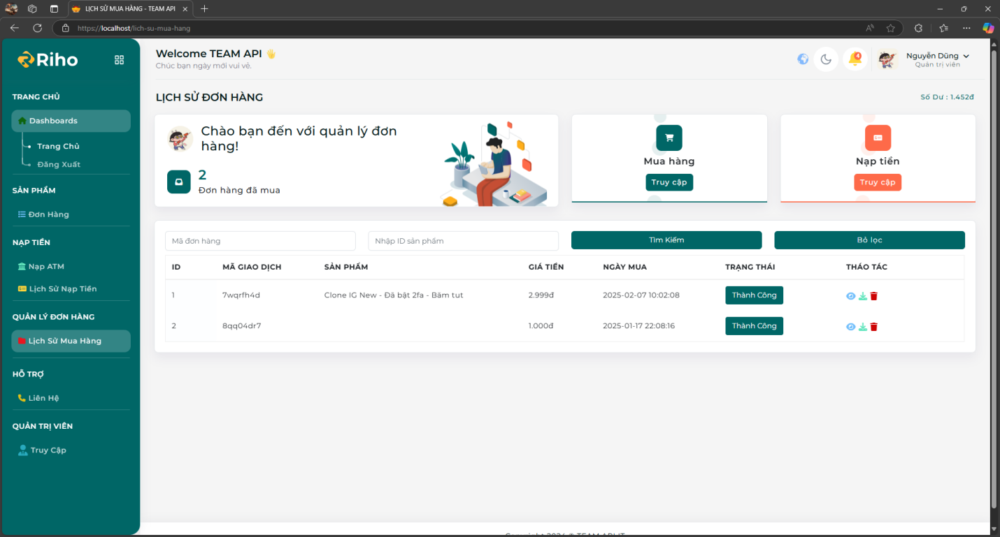 LỊCH SỬ MUA HÀNG - TEAM API
https://localhost/lich-su-mua-hang
Riho
TRANG CHỦ
Dashboards
Trang Chủ
Đăng Xuất
SẢN PHẨM
Đơn Hàng
NẠP TIỀN
Nạp ATM
Lịch Sử Nạp Tiền
QUẢN LÝ ĐƠN HÀNG
Lịch Sử Mua Hàng
HỖ TRỢ
Liên Hệ
QUẢN TRỊ VIÊN
Truy Cập
Welcome TEAM API 👋
Chúc bạn ngày mới vui vẻ.
4
Nguyễn Dũng
Quản trị viên
LỊCH SỬ ĐƠN HÀNG
Số Dư : 1.452đ
Chào bạn đến với quản lý đơn
hàng!
2
Đơn hàng đã mua
Mua hàng
Truy cập
Nạp tiền
Truy cập
Mã đơn hàng
Nhập ID sản phẩm
Tìm Kiếm
Bỏ lọc
ID MÃ GIAO DỊCH SẢN PHẨM GIÁ TIỀN NGÀY MUA TRẠNG THÁI THÁO TÁC
1 7wqrfh4d Clone IG New - Đã bật 2fa - Băm tut 2.999đ 2025-02-07 10:02:08 Thành Công
2 8qq04dr7 1.000đ 2025-01-17 22:08:16 Thành Công